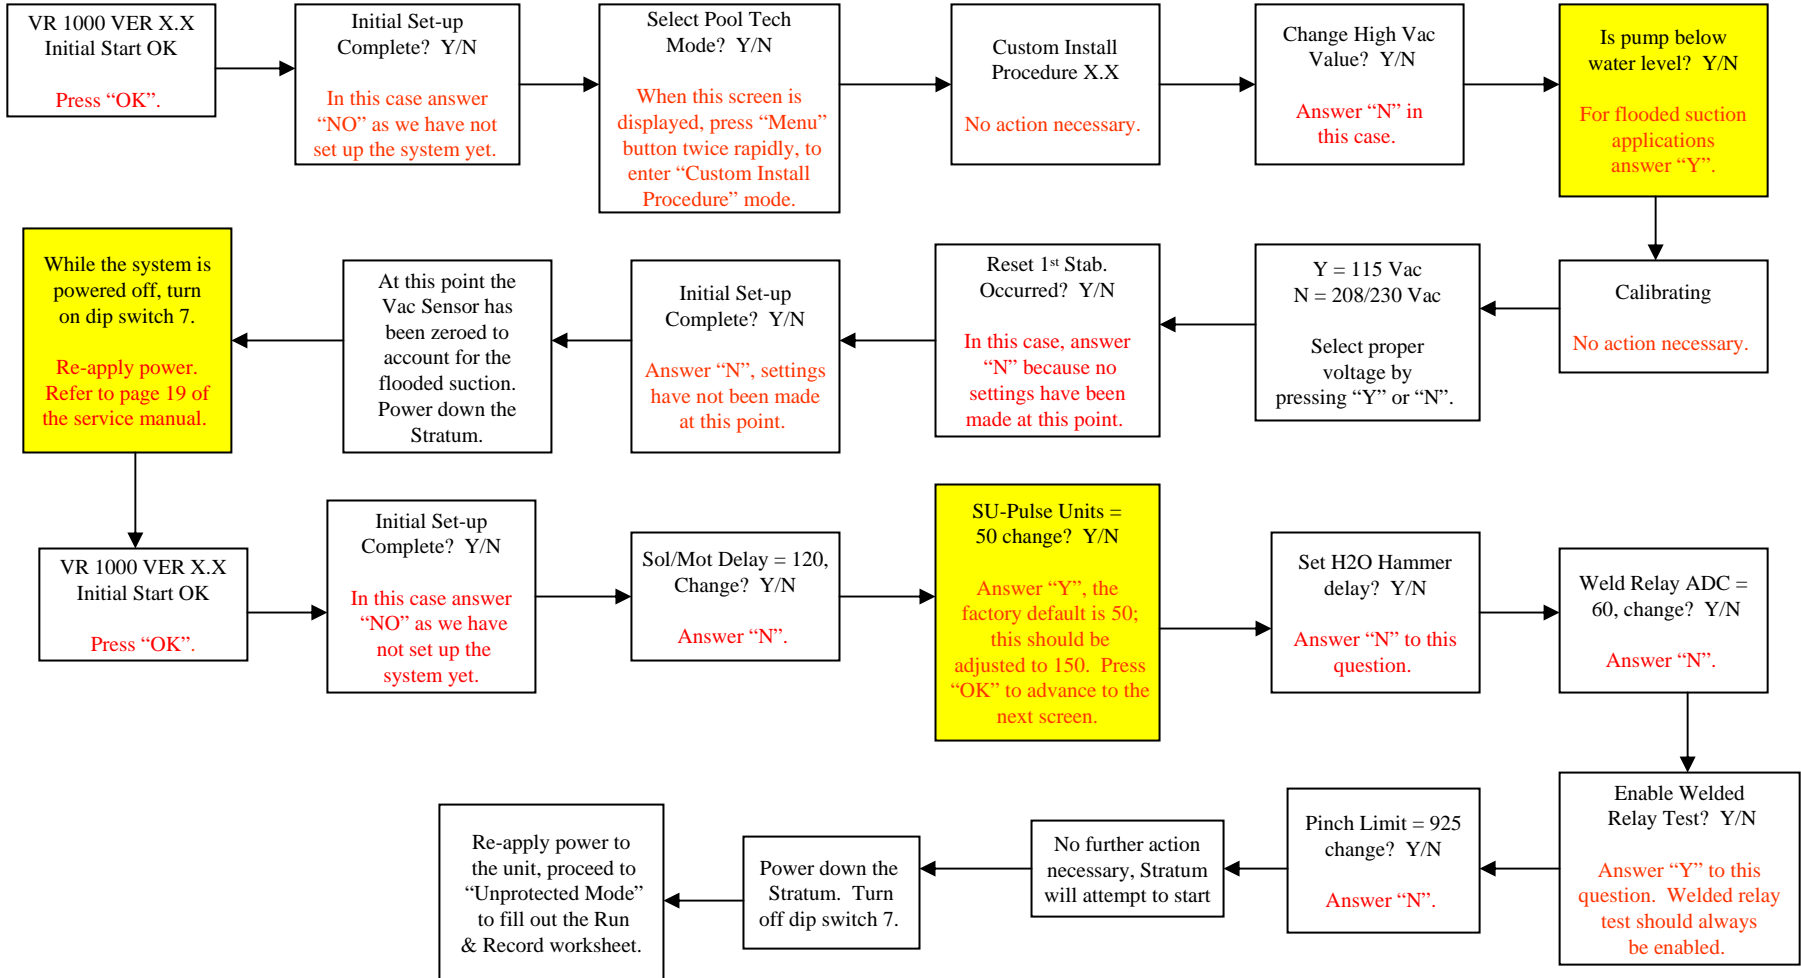 VR 1000 VER X.X
Initial Start OK
Press “OK”.
Initial Set-up
Complete? Y/N
In this case answer
“NO” as we have not
set up the system yet.
Select Pool Tech
Mode? Y/N
When this screen is
displayed, press “Menu”
button twice rapidly, to
enter “Custom Install
Procedure” mode.
Custom Install
Procedure X.X
No action necessary.
Change High Vac
Value? Y/N
Answer “N” in
this case.
Is pump below
water level? Y/N
For flooded suction
applications
answer “Y”.
Calibrating
No action necessary.
Y = 115 Vac
N = 208/230 Vac
Select proper
voltage by
pressing “Y” or “N”.
Reset 1st Stab.
Occurred? Y/N
In this case, answer
“N” because no
settings have been
made at this point.
Initial Set-up
Complete? Y/N
Answer “N”, settings
have not been made
at this point.
At this point the
Vac Sensor has
been zeroed to
account for the
flooded suction.
Power down the
Stratum.
While the system is
powered off, turn
on dip switch 7.
Re-apply power.
Refer to page 19 of
the service manual.
VR 1000 VER X.X
Initial Start OK
Press “OK”.
Initial Set-up
Complete? Y/N
In this case answer
“NO” as we have
not set up the
system yet.
Sol/Mot Delay = 120,
Change? Y/N
Answer “N”.
SU-Pulse Units =
50 change? Y/N
Answer “Y”, the
factory default is 50;
this should be
adjusted to 150. Press
“OK” to advance to the
next screen.
Set H2O Hammer
delay? Y/N
Answer “N” to this
question.
Weld Relay ADC =
60, change? Y/N
Answer “N”.
Enable Welded
Relay Test? Y/N
Answer “Y” to this
question. Welded relay
test should always
be enabled.
Pinch Limit = 925
change? Y/N
Answer “N”.
No further action
necessary, Stratum
will attempt to start
Power down the
Stratum. Turn
off dip switch 7.
Re-apply power to
the unit, proceed to
“Unprotected Mode”
to fill out the Run
& Record worksheet.